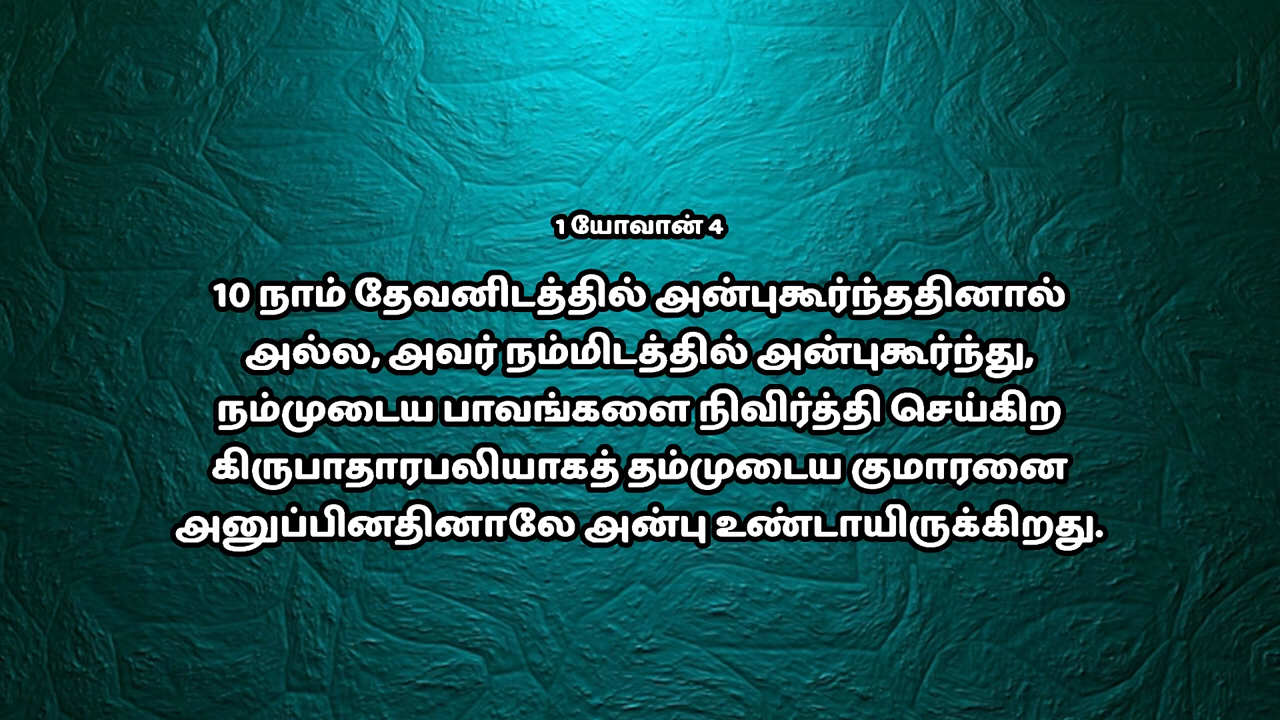 1 யோவான் 4
10 நாம் தேவனிடத்தில் அன்புகூர்ந்ததினால்
அல்ல, அவர் நம்மிடத்தில் அன்புகூர்ந்து,
நம்முடைய பாவங்களை நிவிர்த்தி செய்கிற
கிருபாதாரபலியாகத் தம்முடைய குமாரனை
அனுப்பினதினாலே அன்பு உண்டாயிருக்கிறது.